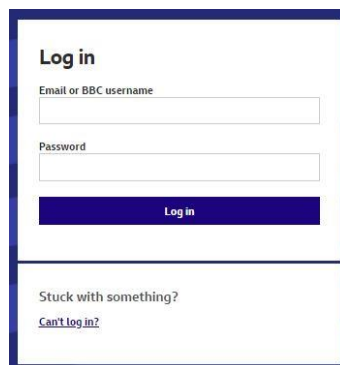 Log in
Email or BBC username
Password
Log in
Stuck with something?
Can't log in?